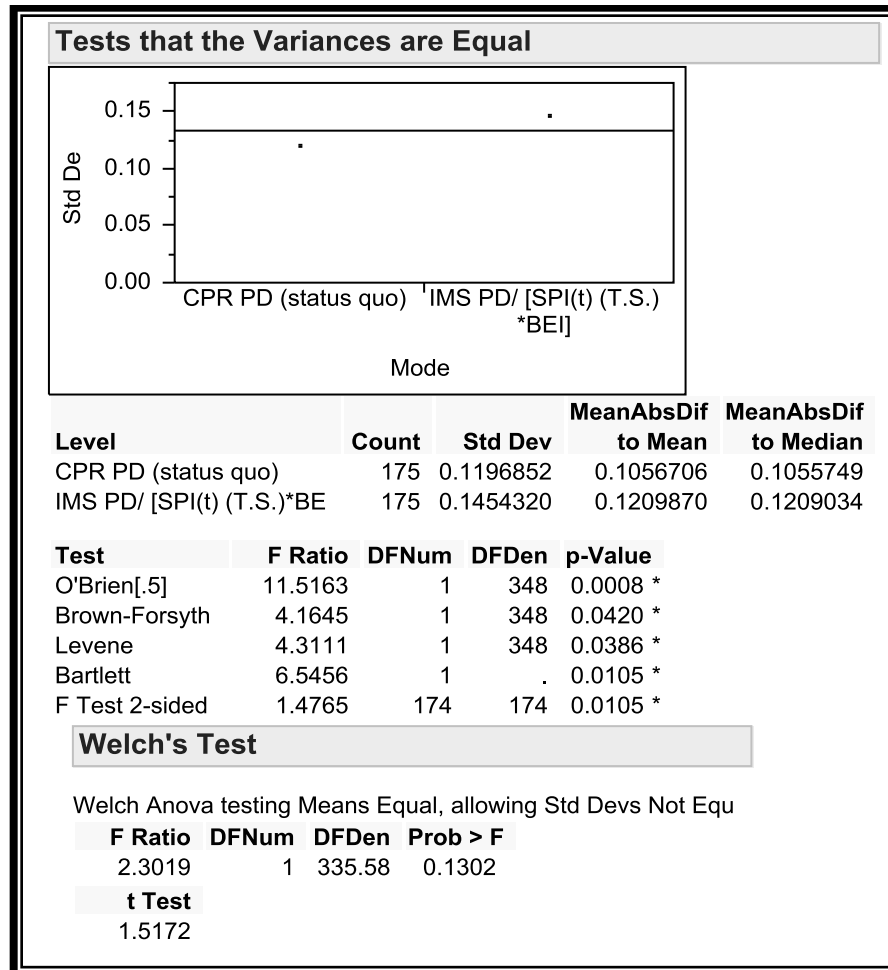 Tests that the Variances are Equal
0.15
0.10
0.05
0.00
Std De
CPR PD (status quo) IMS PD/ [SPI(t) (T.S.)
*BEI]
Mode
MeanAbsDif MeanAbsDif
Level Count Std Dev to Mean to Median
CPR PD (status quo) 175 0.1196852 0.1056706 0.1055749
IMS PD/ [SPI(t) (T.S.)*BE 175 0.1454320 0.1209870 0.1209034
Test F Ratio DFNum DFDen p-Value
O'Brien[.5] 11.5163 1 348 0.0008 *
Brown-Forsyth 4.1645 1 348 0.0420 *
Levene 4.3111 1 348 0.0386 *
Bartlett 6.5456 1 . 0.0105 *
F Test 2-sided 1.4765 174 174 0.0105 *
Welch's Test
Welch Anova testing Means Equal, allowing Std Devs Not Equ
F Ratio DFNum DFDen Prob > F
2.3019 1 335.58 0.1302
t Test
1.5172